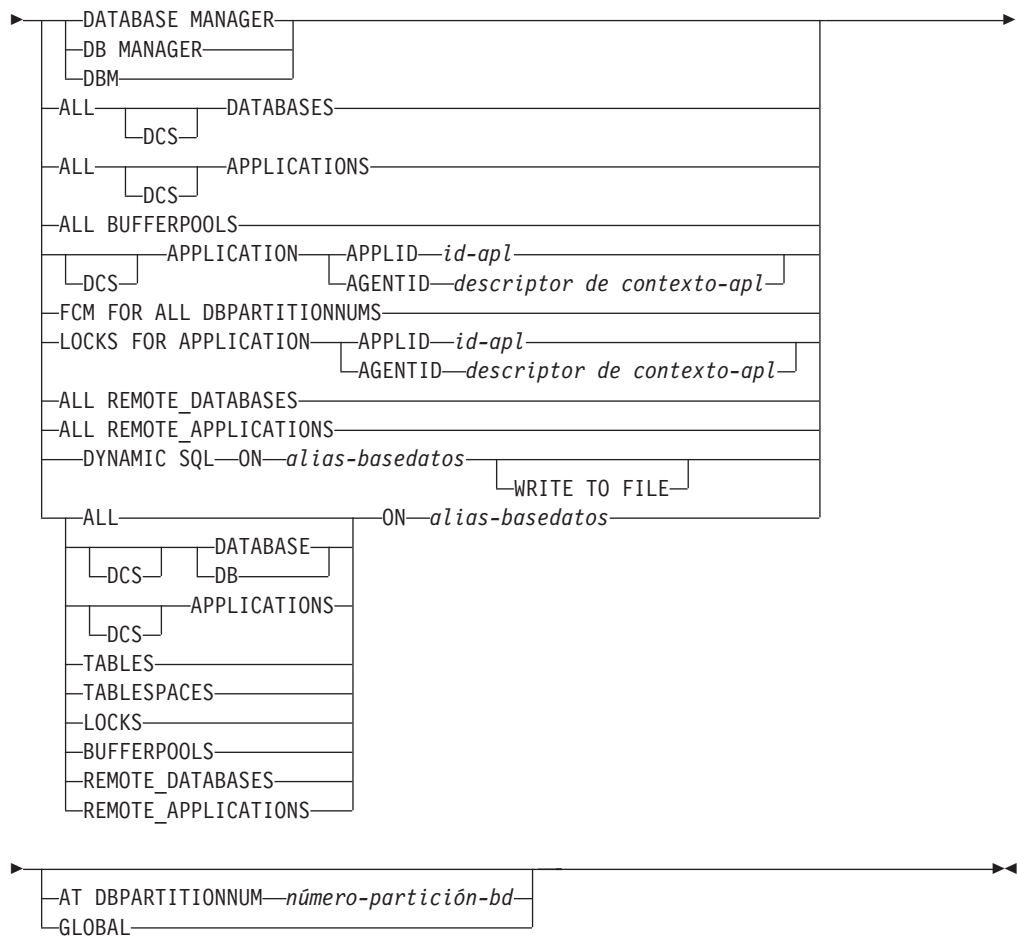 DATABASE MANAGER
DB MANAGER
DBM
ALL DATABASES
DCS
ALL APPLICATIONS
DCS
ALL BUFFERPOOLS
APPLICATION APPLID id-apl
DCS AGENTID descriptor de contexto-apl
FCM FOR ALL DBPARTITIONNUMS
LOCKS FOR APPLICATION APPLID id-apl
AGENTID descriptor de contexto-apl
ALL REMOTE_DATABASES
ALL REMOTE_APPLICATIONS
DYNAMIC SQL ON alias-basedatos
WRITE TO FILE
ALL ON alias-basedatos
DATABASE
DCS DB
APPLICATIONS
DCS
TABLES
TABLESPACES
LOCKS
BUFFERPOOLS
REMOTE_DATABASES
REMOTE_APPLICATIONS
AT DBPARTITIONNUM número-partición-bd
GLOBAL